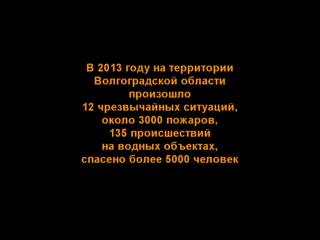 В 2013 году на территории
Волгоградской области
произошло
12 чрезвычайных ситуаций,
около 3000 пожаров,
135 происшествий
на водных объектах,
спасено более 5000 человек